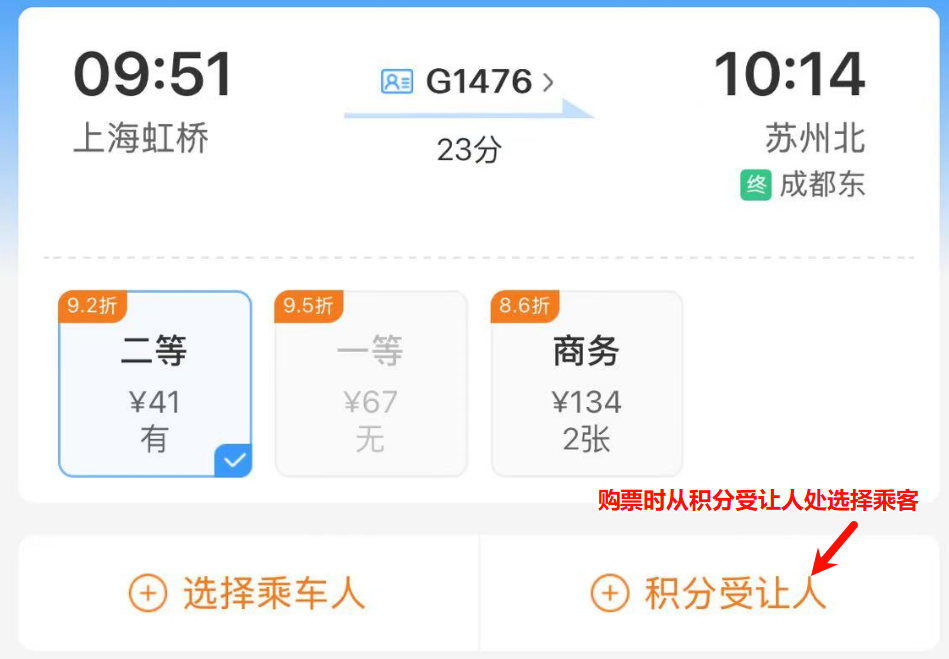 09:51
G1476
10:14
上海虹桥
23分
苏州北
终 成都东
9.2折
二等
¥41
有
9.5折
一等
¥67
无
8.6折
商务
¥134
2张
购票时从积分受让人处选择乘客
选择乘车人
积分受让人